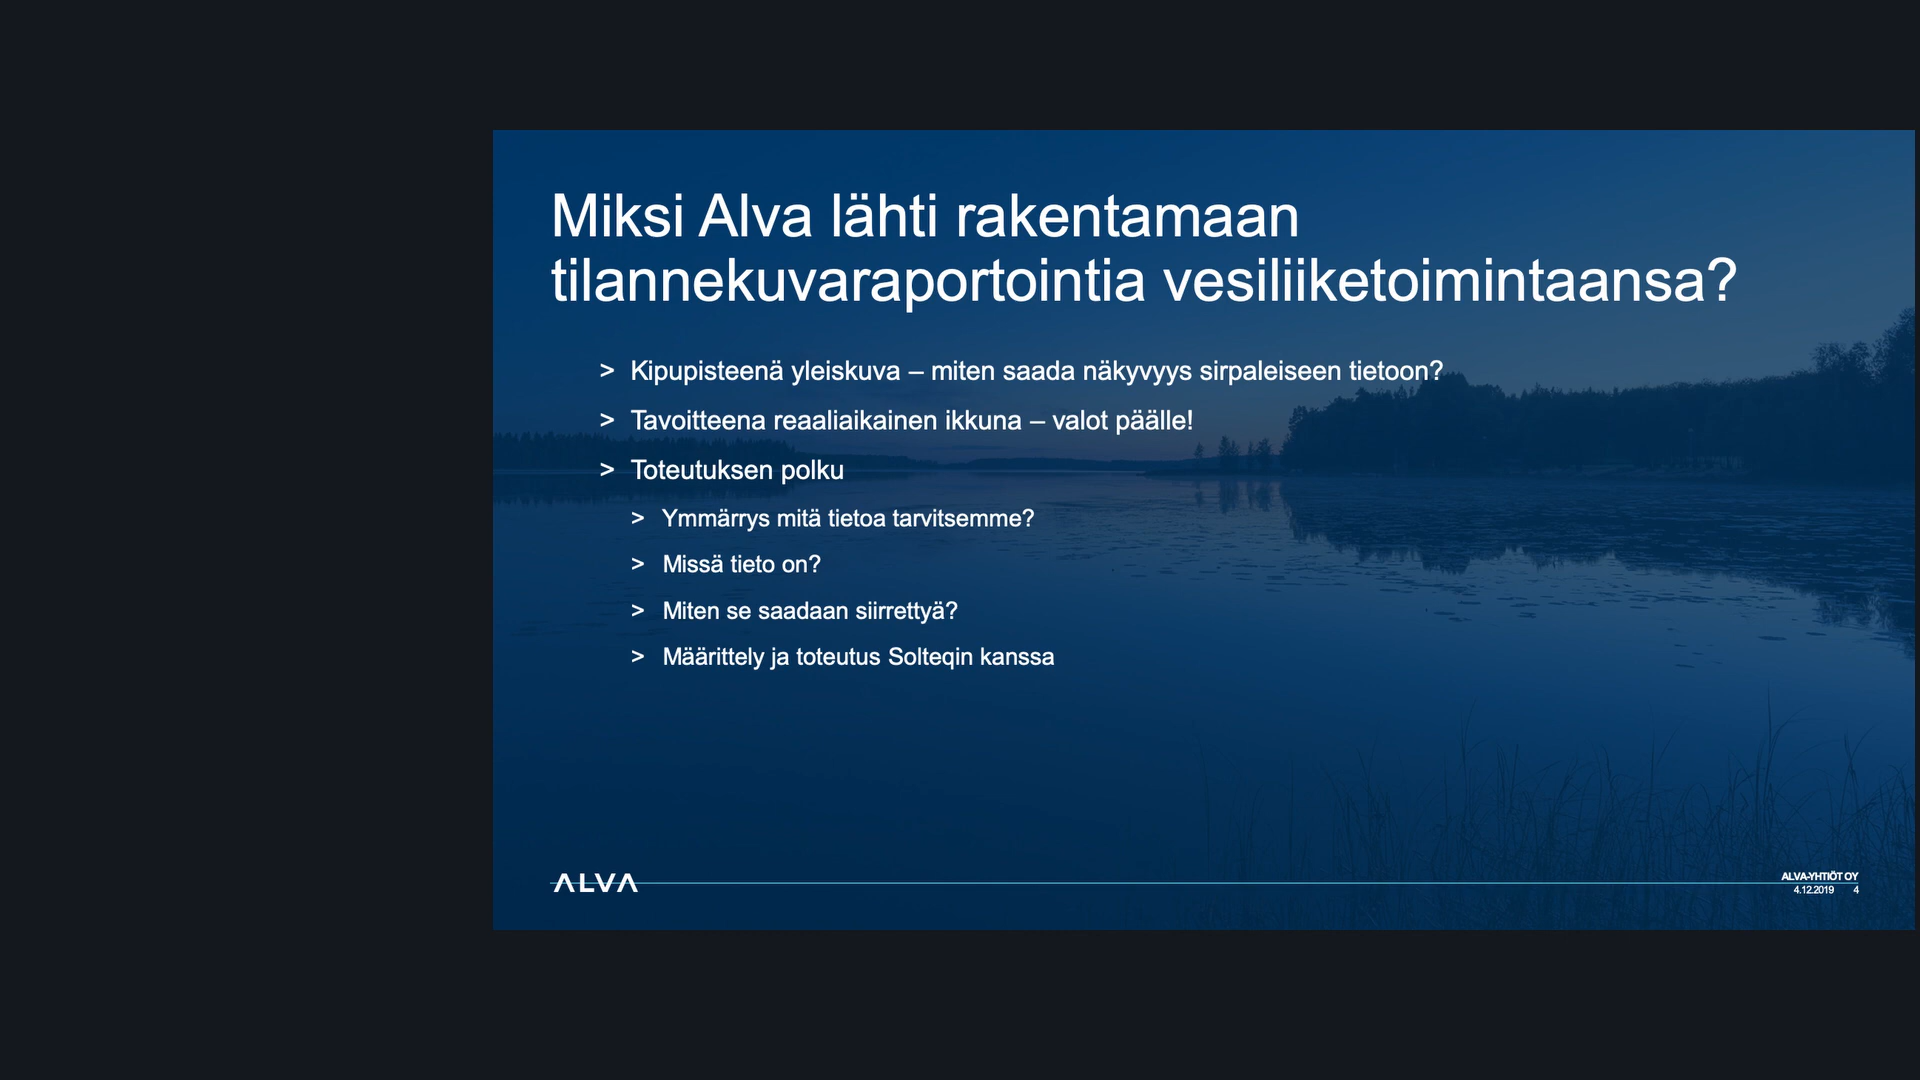 Miksi Alva lähti rakentamaan
tilannekuvaraportointia vesiliiketoimintaansa?
> Kipupisteenä yleiskuva – miten saada näkyvyys sirpaleiseen tietoon?
> Tavoitteena reaaliaikainen ikkuna – valot päälle!
> Toteutuksen polku
> Ymmärrys mitä tietoa tarvitsemme?
> Missä tieto on?
> Miten se saadaan siirrettyä?
> Määrittely ja toteutus Solteqin kanssa
ALVA
ALVA-YHTIÖT OY
4.12.2019 4